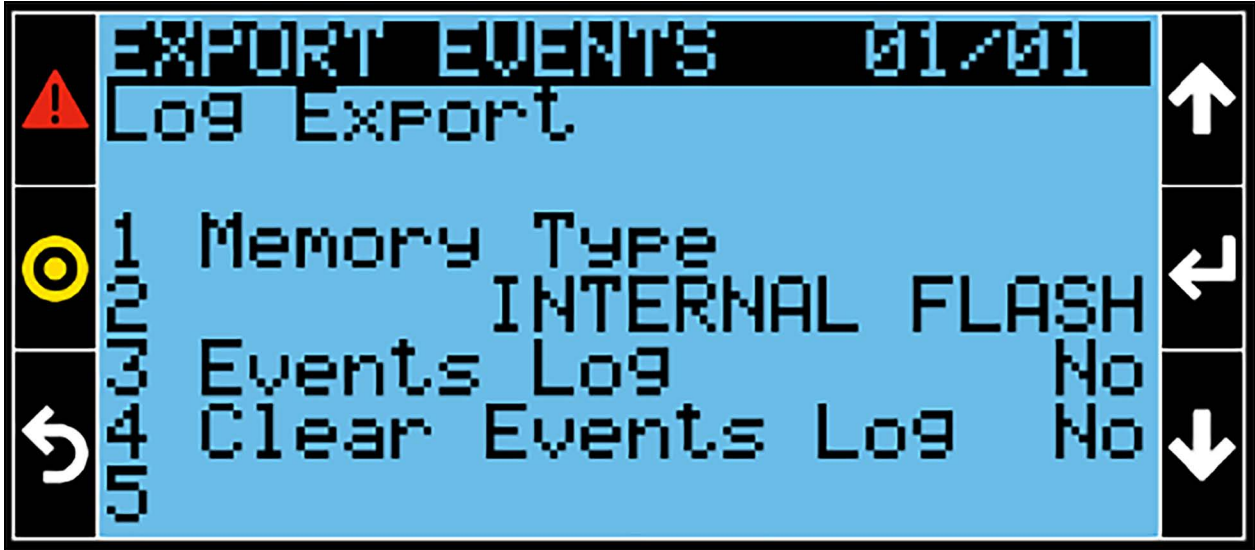 EXPORT EVENTS 01/01
Log Export
1 Memory Type
2 INTERNAL FLASH
3 Events Log No
4 Clear Events Log No
5